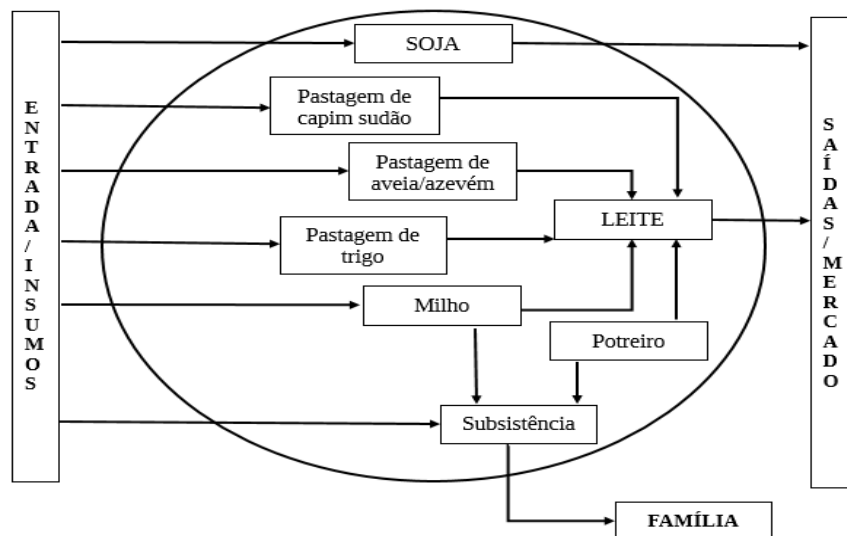 ENTRADA/INSUMOS
SOJA
Pastagem de
capim sudão
Pastagem de
aveia/azevém
Pastagem de
trigo
LEITE
Milho
Potreiro
Subsistência
FAMÍLIA
SAÍDAS/MERCADO